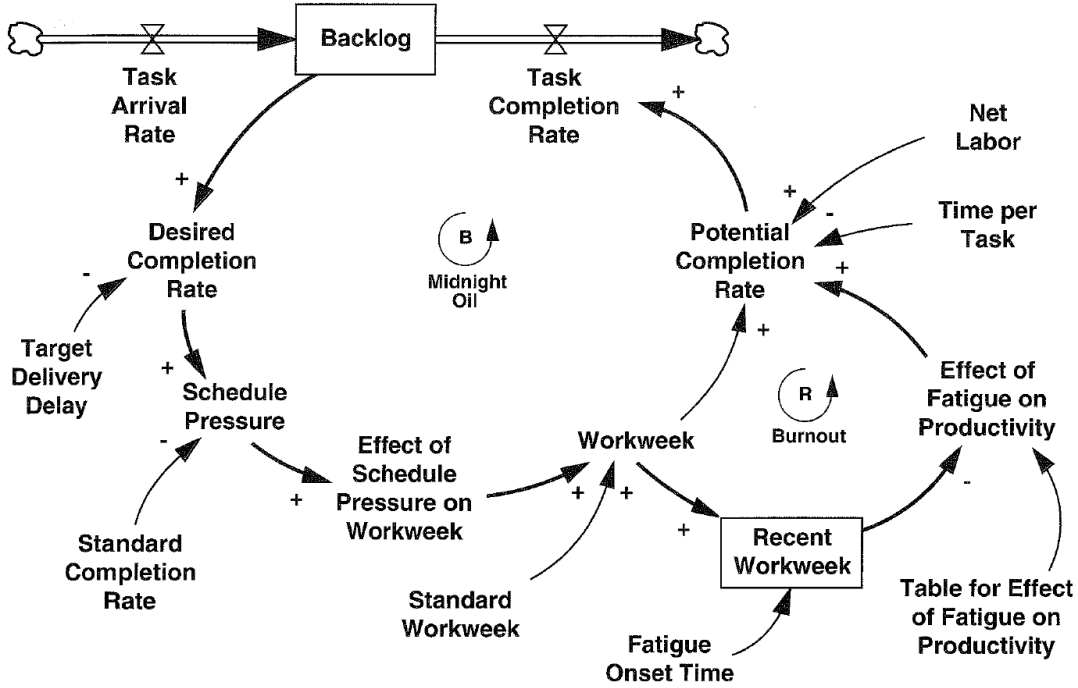 Backlog
Task
Arrival
Rate
Task
Completion
Rate
+
Net
Labor
+
Desired
Completion
Rate
B
Midnight
Oil
Potential
Completion
Rate
+
-
Time per
Task
+
-
Target
Delivery
Delay
+
Schedule
Pressure
-
+
R
Burnout
Effect of
Fatigue on
Productivity
Effect of
Schedule
Pressure on
Workweek
+
Workweek
+
+
+
-
Standard
Completion
Rate
Standard
Workweek
Recent
Workweek
Fatigue
Onset Time
Table for Effect
of Fatigue on
Productivity